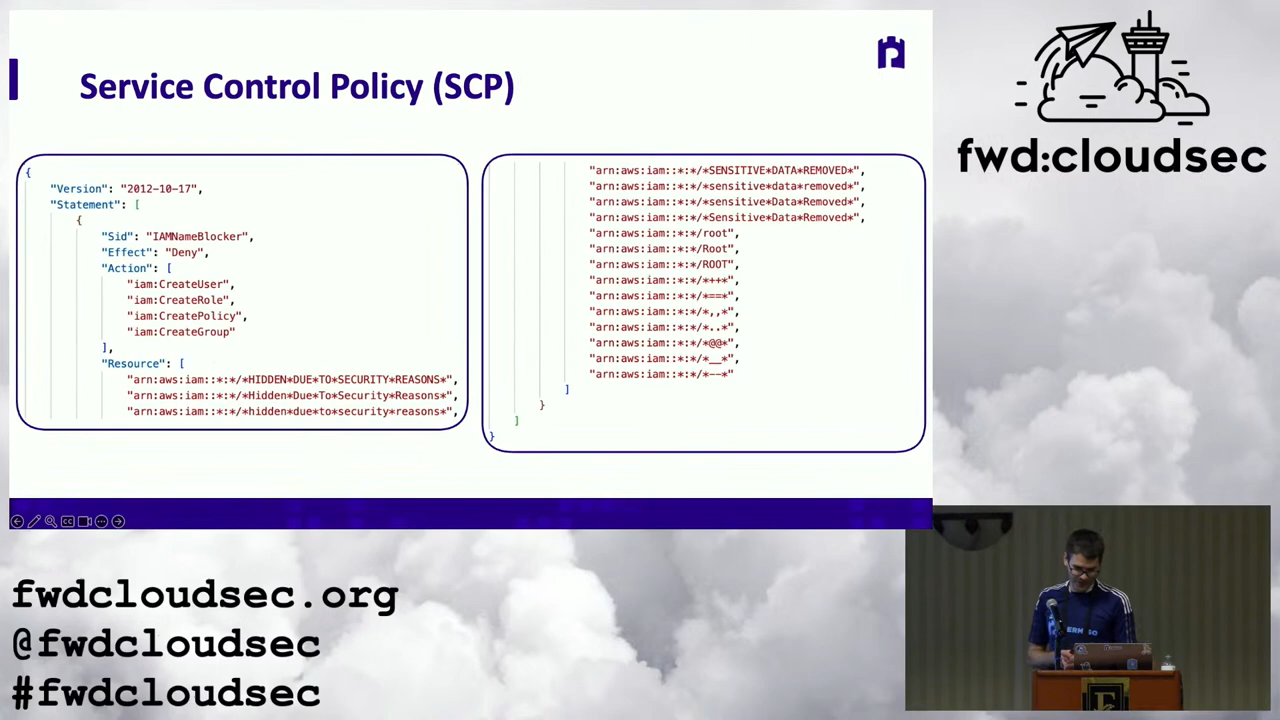 Service Control Policy (SCP)
{
"Version": "2012-10-17",
"Statement": [
{
"Sid": "IAMNameBlocker",
"Effect": "Deny",
"Action": [
"iam:CreateUser",
"iam:CreateRole",
"iam:CreatePolicy",
"iam:CreateGroup"
],
"Resource": [
"arn:aws:iam::*:*/*HIDDEN*DUE*TO*SECURITY*REASONS*",
"arn:aws:iam::*:*/*Hidden*Due*To*Security*Reasons*",
"arn:aws:iam::*:*/*hidden*due*to*security*reasons*",
"arn:aws:iam::*:*/*SENSITIVE*DATA*REMOVED*",
"arn:aws:iam::*:*/*sensitive*data*removed*",
"arn:aws:iam::*:*/*sensitive*Data*Removed*",
"arn:aws:iam::*:*/*Sensitive*Data*Removed*",
"arn:aws:iam::*:*/root",
"arn:aws:iam::*:*/Root",
"arn:aws:iam::*:*/ROOT",
"arn:aws:iam::*:*/*++*",
"arn:aws:iam::*:*/*==*",
"arn:aws:iam::*:*/*,,*",
"arn:aws:iam::*:*/*..*",
"arn:aws:iam::*:*/*@@*",
"arn:aws:iam::*:*/*__*",
"arn:aws:iam::*:*/*--*"
]
}
]
}
fwd:cloudsec
fwdcloudsec.org
@fwdcloudsec
#fwdcloudsec